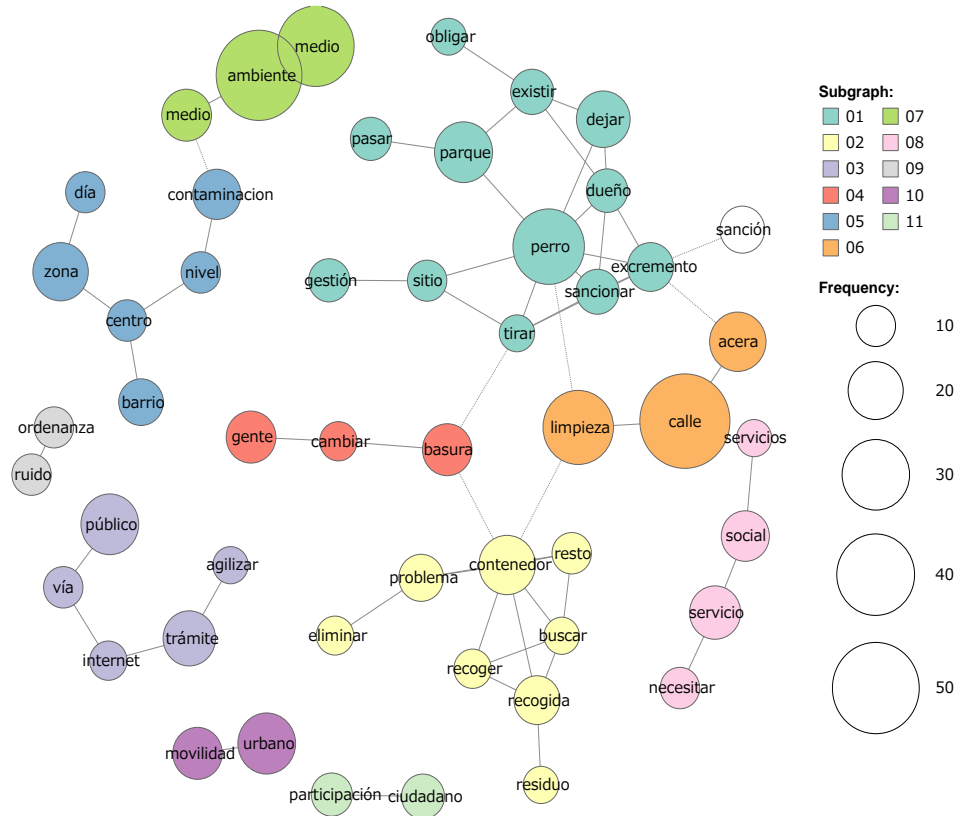 medio
obligar
ambiente
existir
medio
dejar
parque
pasar
día
contaminacion
dueño
sanción
perro
zona
nivel
gestión
sitio
excremento
sancionar
centro
tirar
acera
barrio
ordenanza
gente
cambiar
basura
limpieza
calle
servicios
ruido
público
agilizar
problema
contenedor
resto
social
vía
eliminar
buscar
servicio
trámite
internet
recoger
recogida
necesitar
movilidad
urbano
residuo
participación
ciudadano
Subgraph:
01 07
02 08
03 09
04 10
05 11
06
Frequency:
10
20
30
40
50